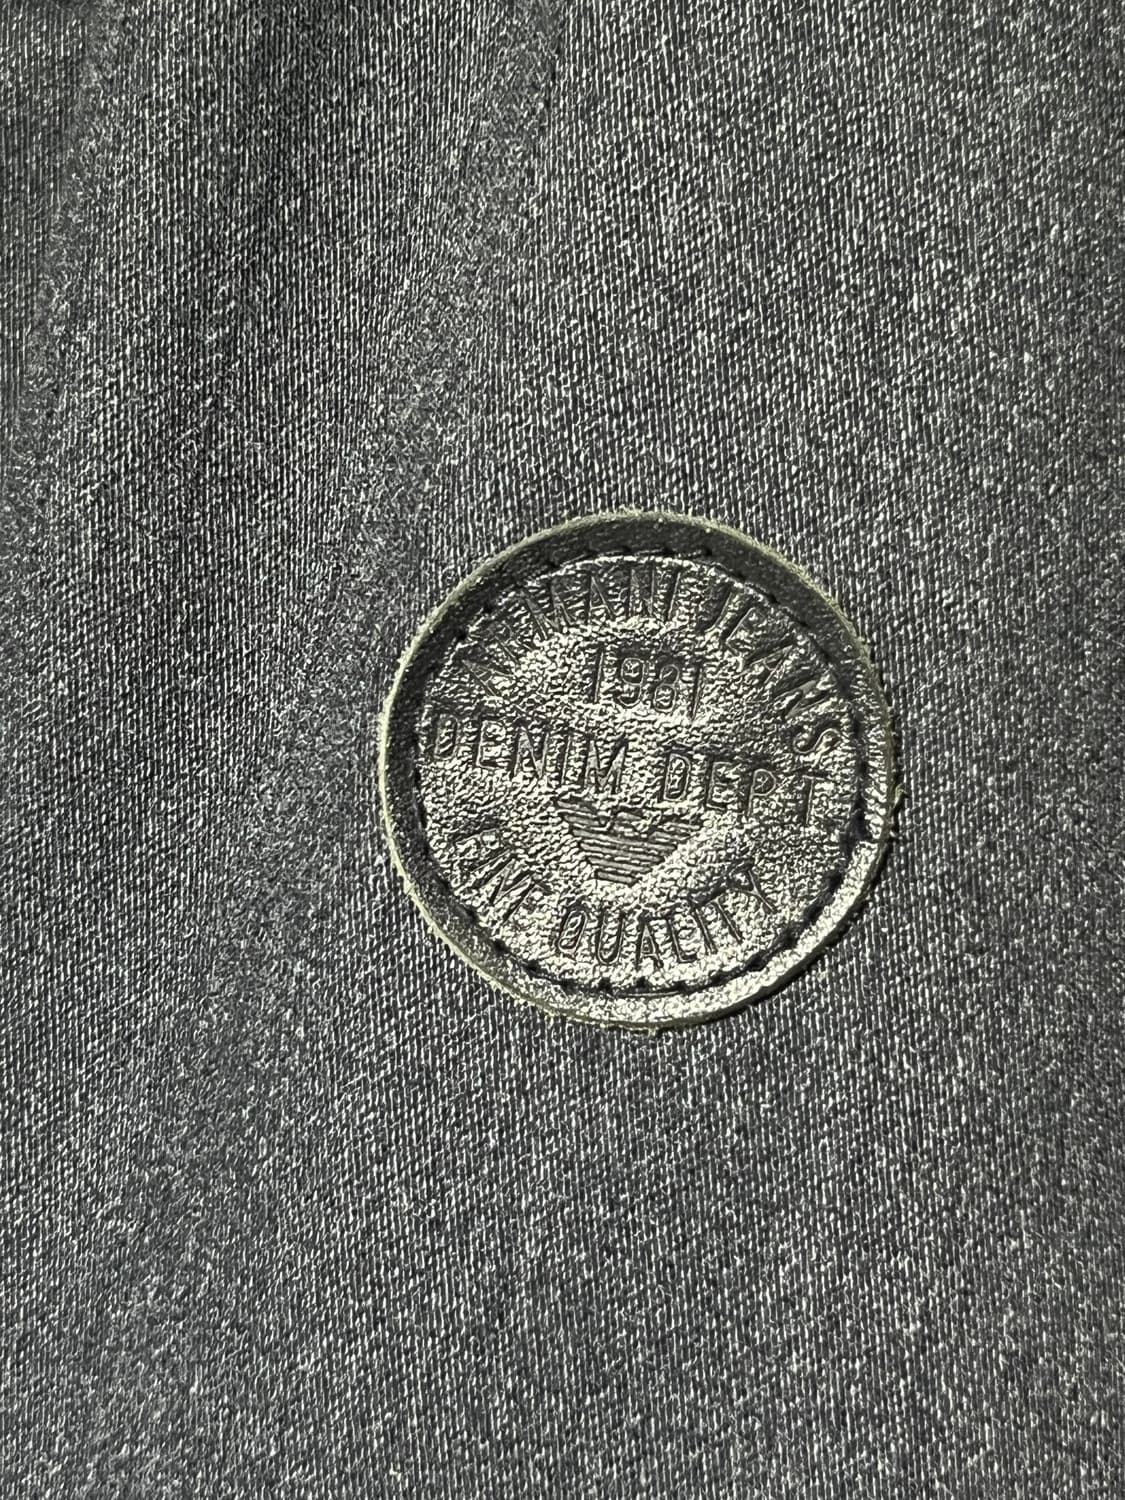 ARMANI JEANS
1981
DENIM DEPT
FINE QUALITY